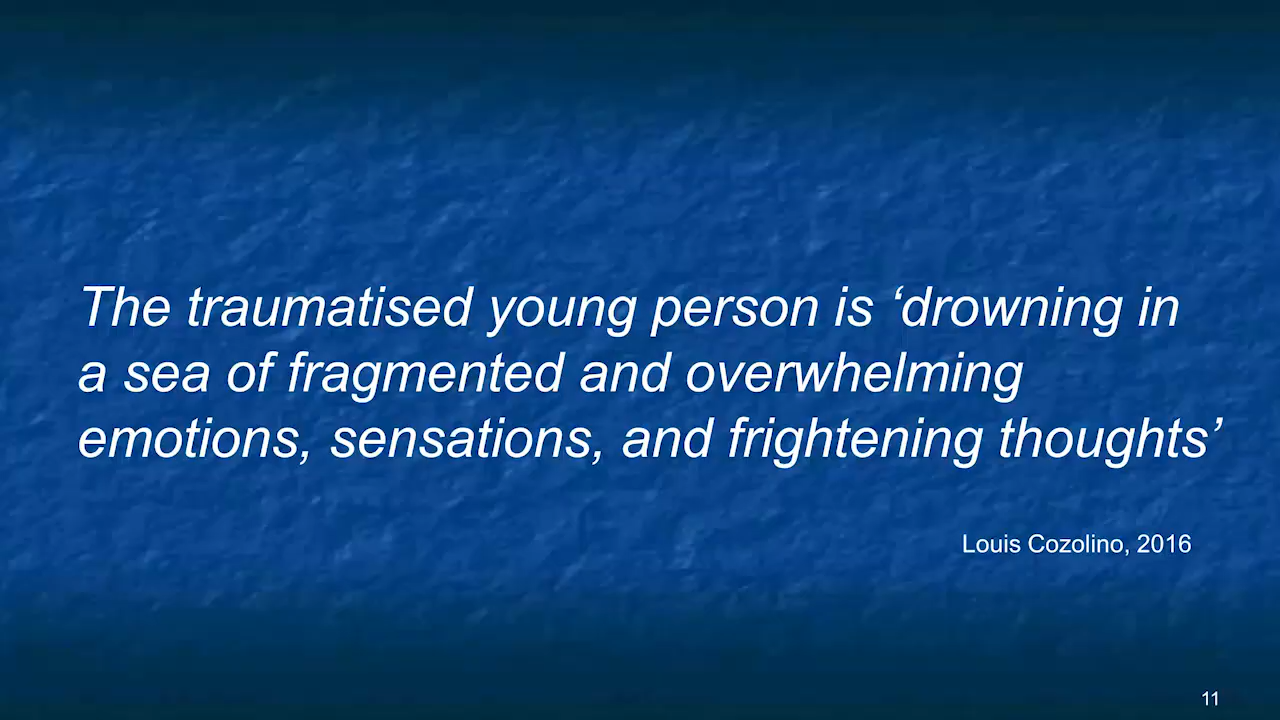 The traumatised young person is ‘drowning in
a sea of fragmented and overwhelming
emotions, sensations, and frightening thoughts’
Louis Cozolino, 2016
11